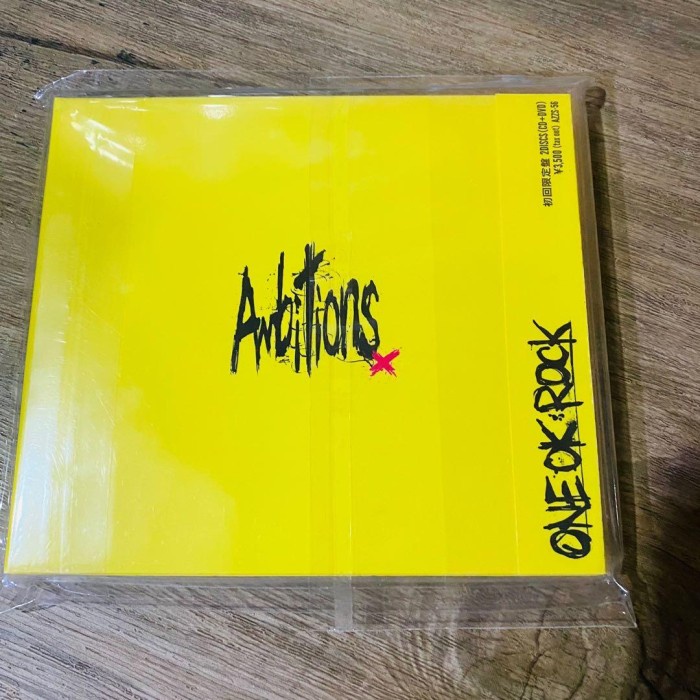 Ambitions
初回限定盤 2DISCS(CD+DVD)
¥3,500 (tax out) AZZS-56
ONE OK ROCK